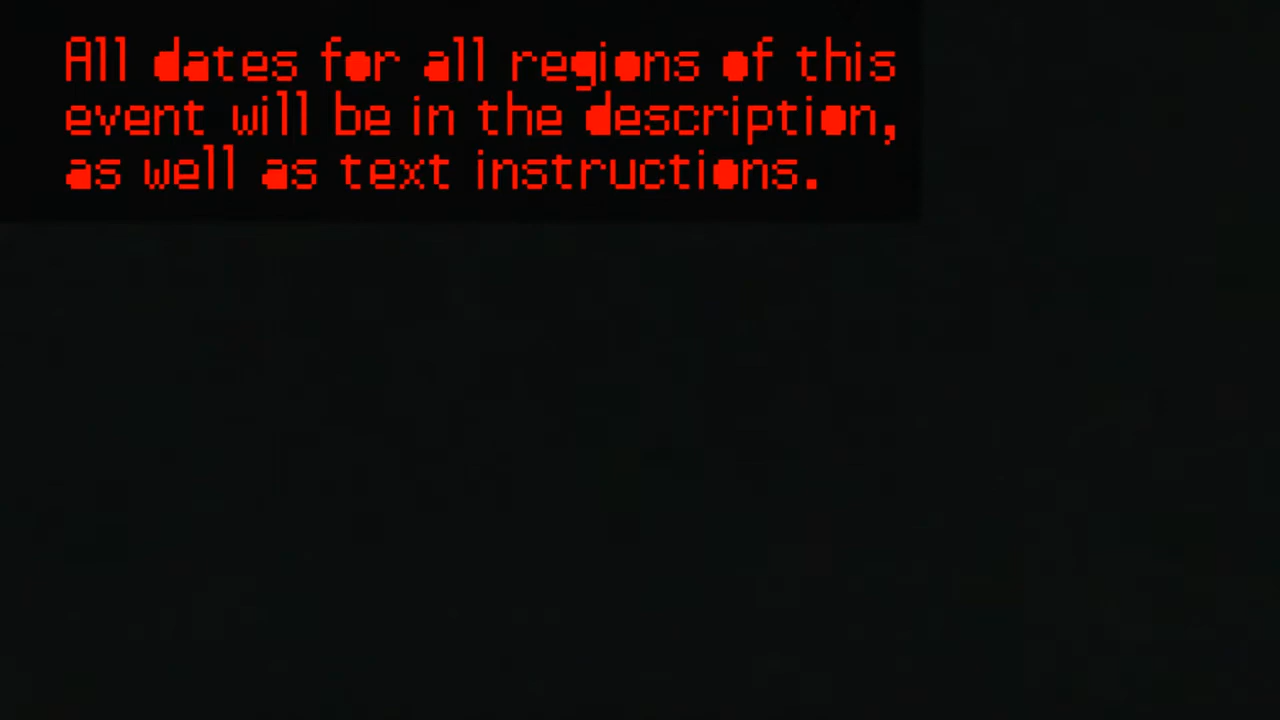 All dates for all regions of this
event will be in the description,
as well as text instructions.